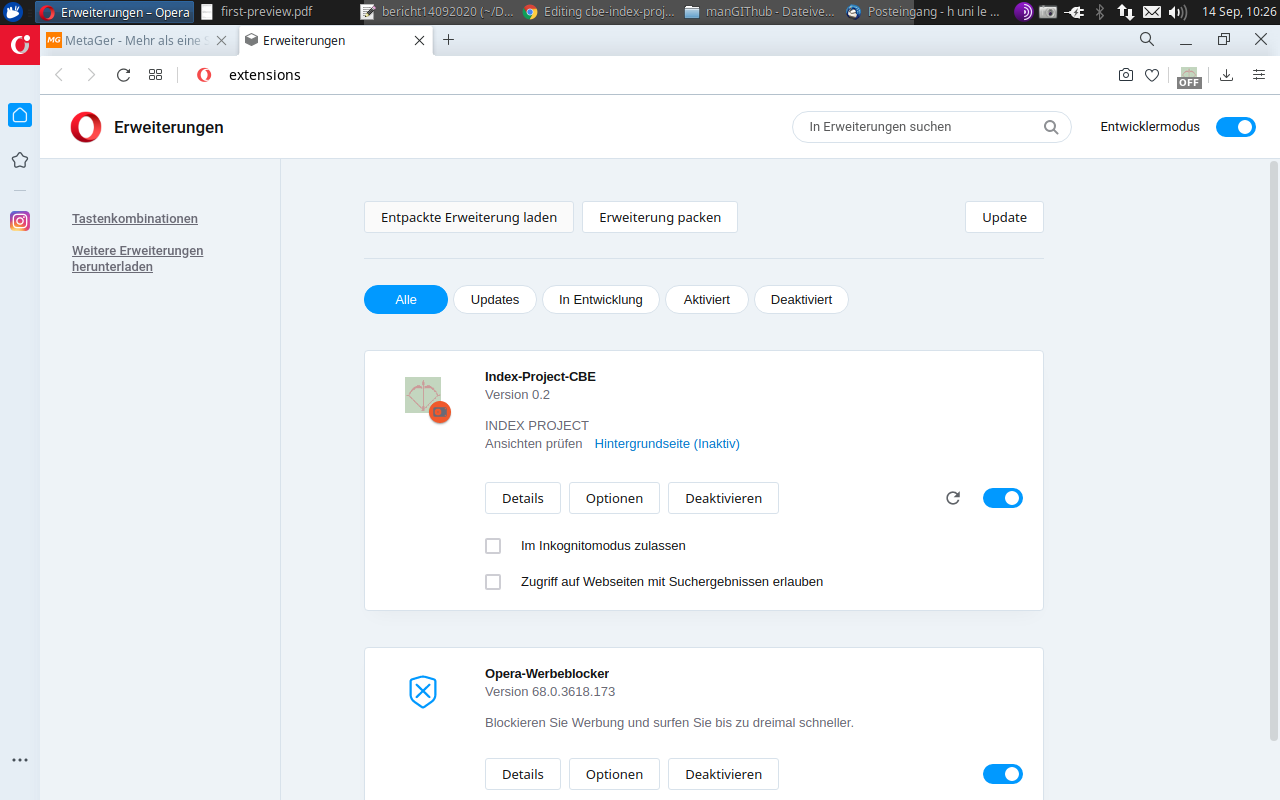 Erweiterungen – Opera
first-preview.pdf
bericht14092020 (~/D...
Editing cbe-index-proj...
manGIThub - Dateive...
Posteingang - h uni le ...
14 Sep, 10:26
MG MetaGer - Mehr als eine S
Erweiterungen
extensions
OFF
Erweiterungen
In Erweiterungen suchen
Entwicklermodus
Tastenkombinationen
Weitere Erweiterungen
herunterladen
Entpackte Erweiterung laden
Erweiterung packen
Update
Alle
Updates
In Entwicklung
Aktiviert
Deaktiviert
Index-Project-CBE
Version 0.2
INDEX PROJECT
Ansichten prüfen Hintergrundseite (Inaktiv)
Details
Optionen
Deaktivieren
Im Inkognitomodus zulassen
Zugriff auf Webseiten mit Suchergebnissen erlauben
Opera-Werbeblocker
Version 68.0.3618.173
Blockieren Sie Werbung und surfen Sie bis zu dreimal schneller.
Details
Optionen
Deaktivieren